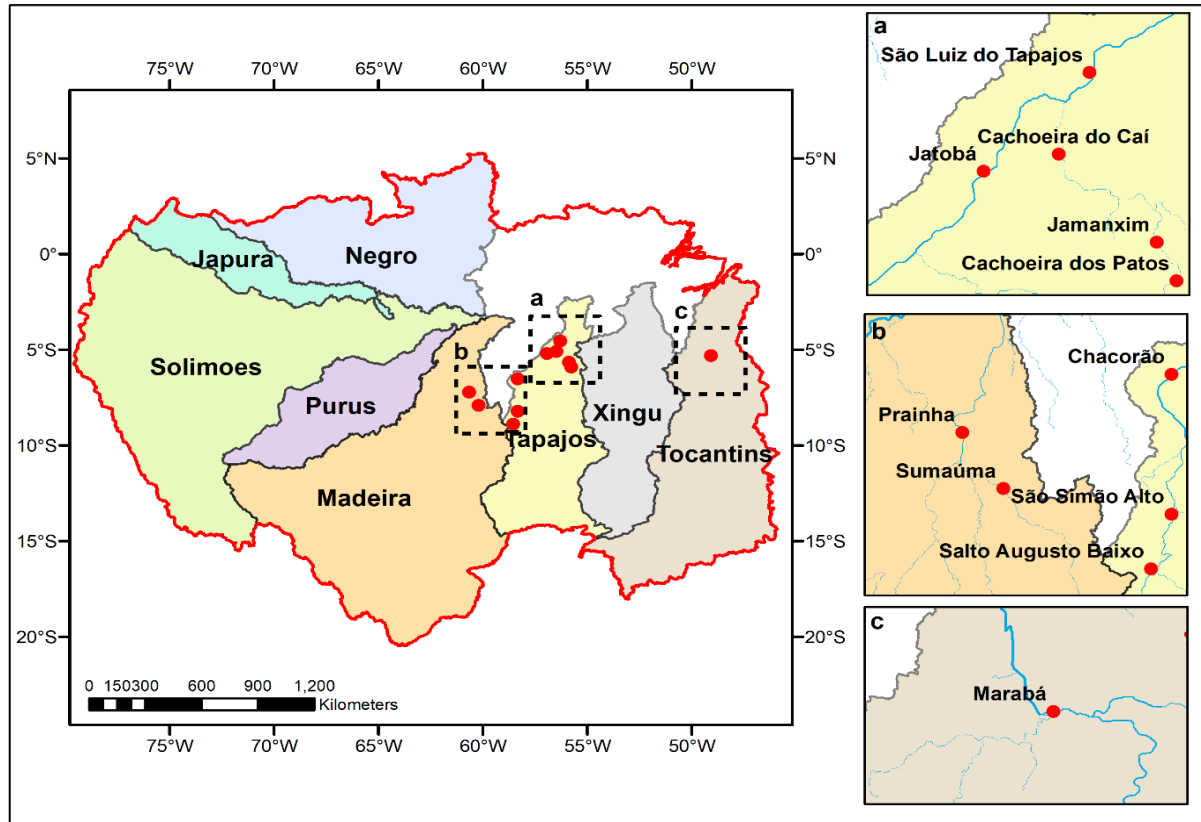 75°W 70°W 65°W 60°W 55°W 50°W
5°N 5°N
0° 0°
5°S 5°S
10°S 10°S
15°S 15°S
20°S 20°S
Negro
Japura
a
c
b
Solimoes
Purus
Xingu
Tapajos
Tocantins
Madeira
0 150300 600 900 1,200
Kilometers
75°W 70°W 65°W 60°W 55°W 50°W
a
São Luiz do Tapajos
Cachoeira do Caí
Jatobá
Jamanxim
Cachoeira dos Patos
b
Chacorão
Prainha
Sumaúma
São Simão Alto
Salto Augusto Baixo
c
Marabá